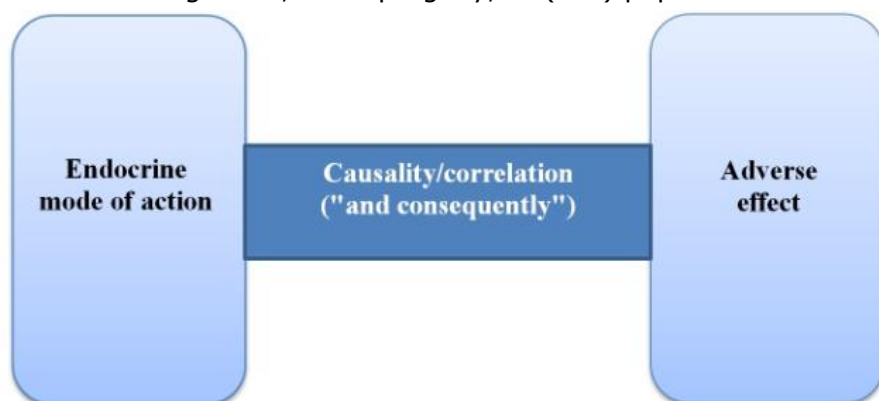 Endocrine
mode of action
Causality/correlation
("and consequently")
Adverse
effect